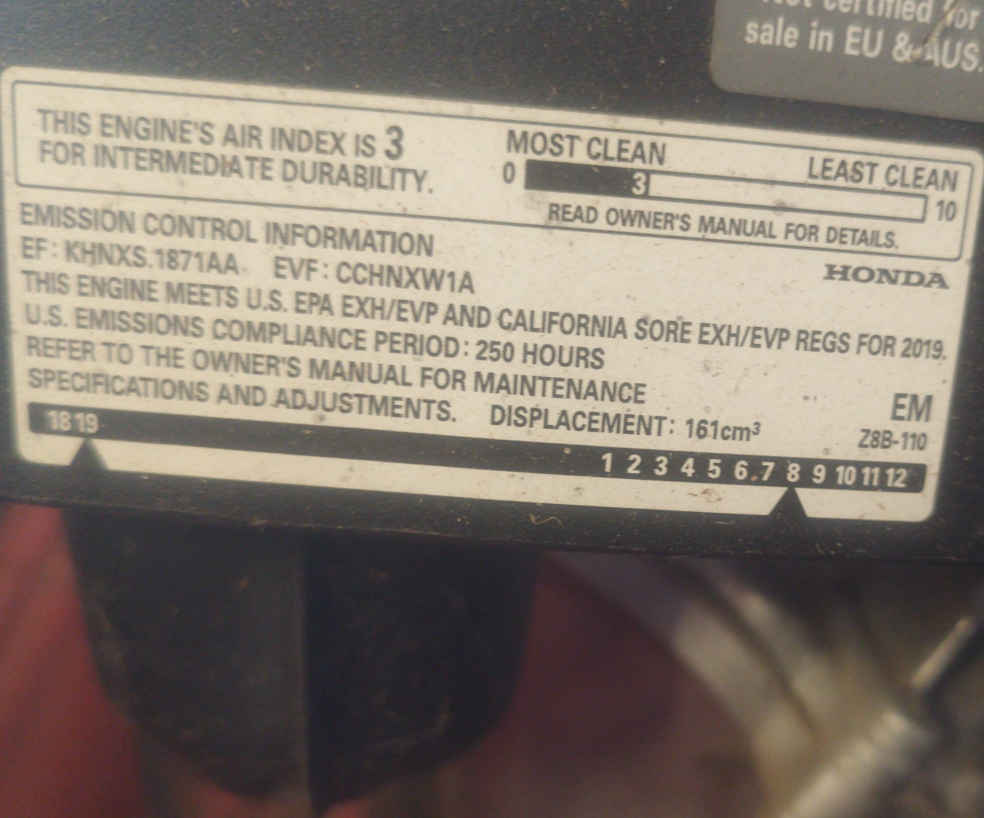 certified for
sale in EU & AUS.
THIS ENGINE'S AIR INDEX IS 3
FOR INTERMEDIATE DURABILITY.
MOST CLEAN
LEAST CLEAN
0 3 10
READ OWNER'S MANUAL FOR DETAILS.
EMISSION CONTROL INFORMATION
HONDA
EF: KHNXS.1871AA EVF: CCHNXW1A
THIS ENGINE MEETS U.S. EPA EXH/EVP AND CALIFORNIA SORE EXH/EVP REGS FOR 2019.
U.S. EMISSIONS COMPLIANCE PERIOD: 250 HOURS
REFER TO THE OWNER'S MANUAL FOR MAINTENANCE
SPECIFICATIONS AND ADJUSTMENTS. DISPLACEMENT: 161cm³
EM
Z8B-110
18 19
1 2 3 4 5 6 7 8 9 10 11 12